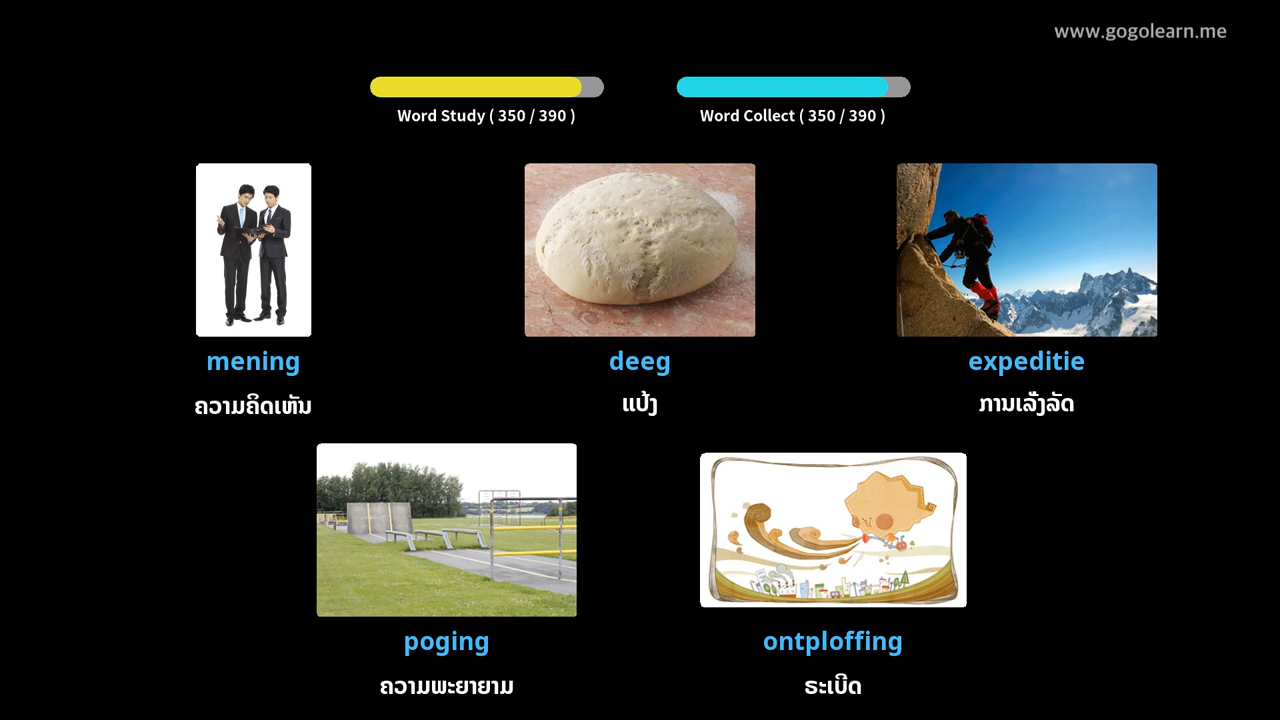 www.gogolearn.me
Word Study ( 350 / 390 )
Word Collect ( 350 / 390 )
mening
ຄວາມຄິດເຫັນ
deeg
ແປ້ງ
expeditie
ການເລັ່ງລັດ
poging
ຄວາມພະຍາຍາມ
ontploffing
ຣະເບີດ